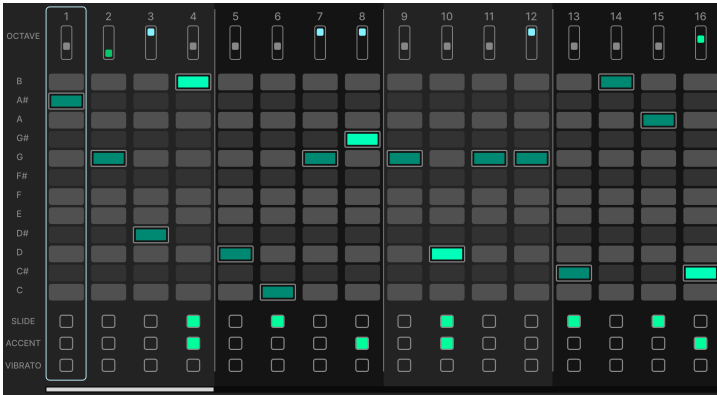 1 2 3 4 5 6 7 8 9 10 11 12 13 14 15 16
OCTAVE
B
A#
A
G#
G
F#
F
E
D#
D
C#
C
SLIDE
ACCENT
VIBRATO